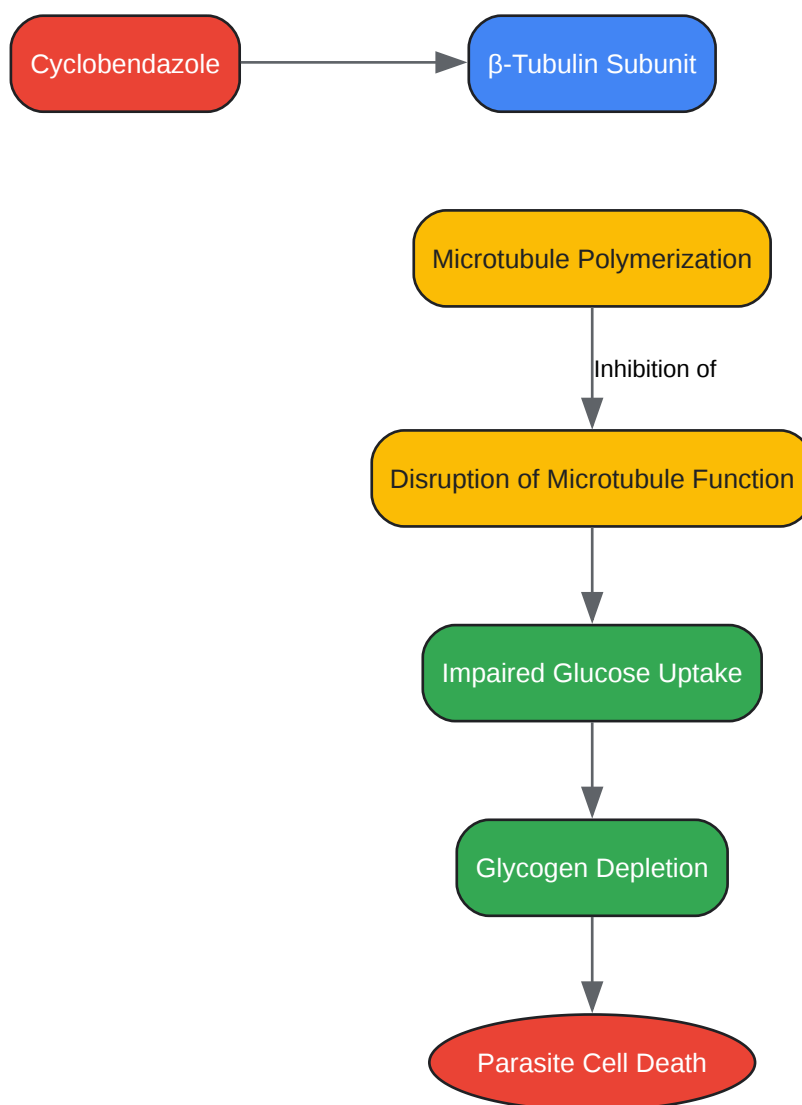 Cyclobendazole
β-Tubulin Subunit
Microtubule Polymerization
Inhibition of
Disruption of Microtubule Function
Impaired Glucose Uptake
Glycogen Depletion
Parasite Cell Death